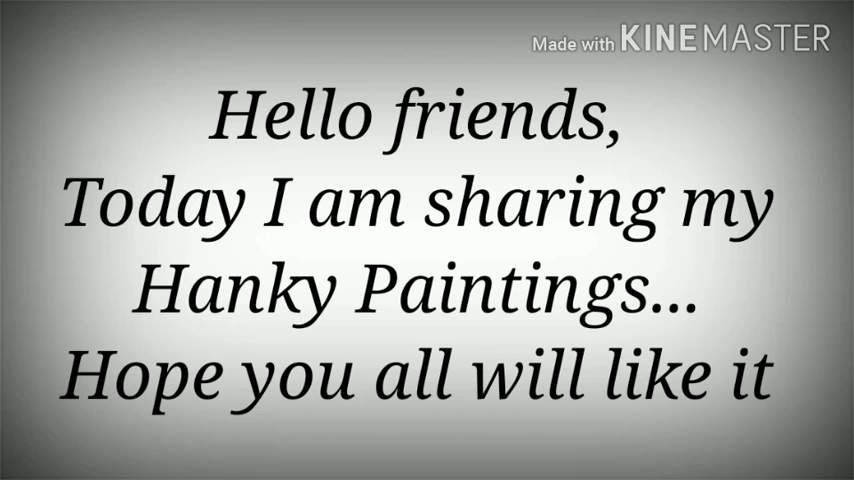 Made with KINEMASTER
Hello friends,
Today I am sharing my
Hanky Paintings...
Hope you all will like it